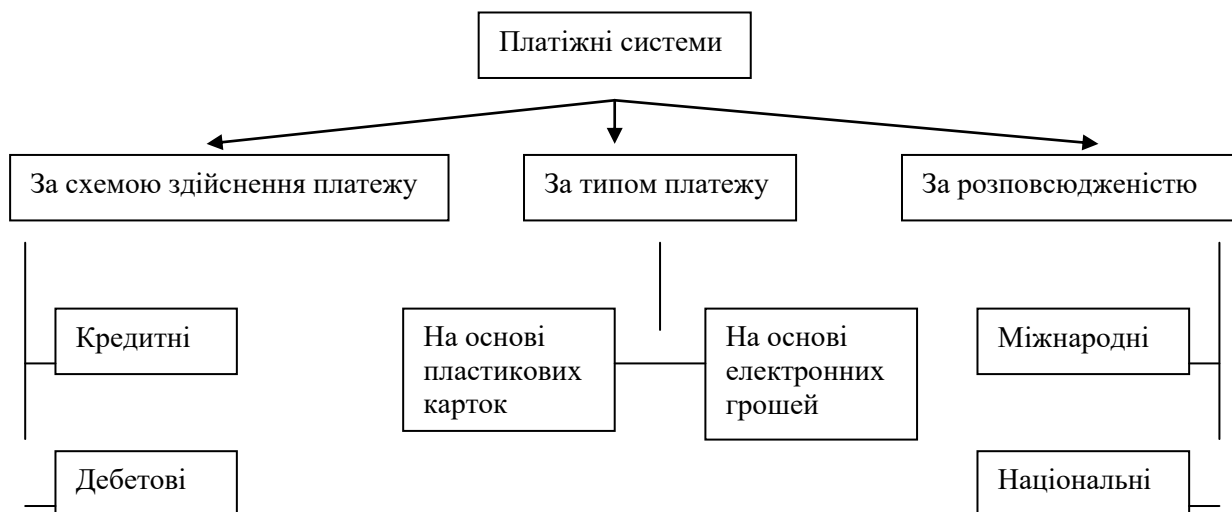 Платіжні системи
За схемою здійснення платежу
За типом платежу
За розповсюдженістю
Кредитні
На основі
пластикових
карток
На основі
електронних
грошей
Міжнародні
Дебетові
Національні